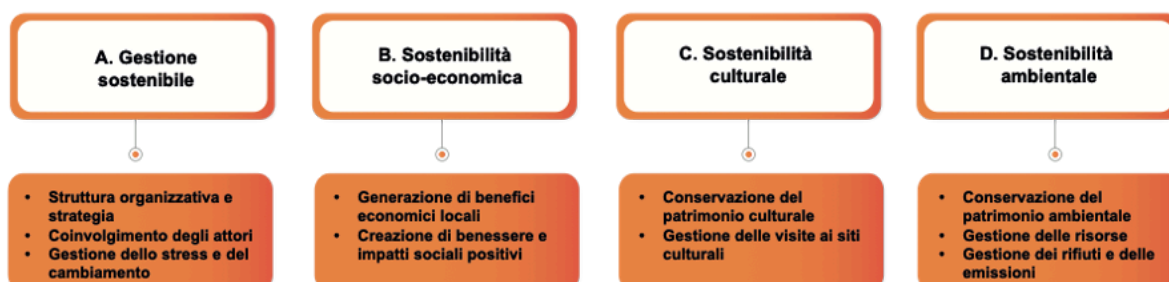 A. Gestione
sostenibile
B. Sostenibilità
socio-economica
C. Sostenibilità
culturale
D. Sostenibilità
ambientale
• Struttura organizzativa e
strategia
• Coinvolgimento degli attori
• Gestione dello stress e del
cambiamento
• Generazione di benefici
economici locali
• Creazione di benessere e
impatti sociali positivi
• Conservazione del
patrimonio culturale
• Gestione delle visite ai siti
culturali
• Conservazione del
patrimonio ambientale
• Gestione delle risorse
• Gestione dei rifiuti e delle
emissioni